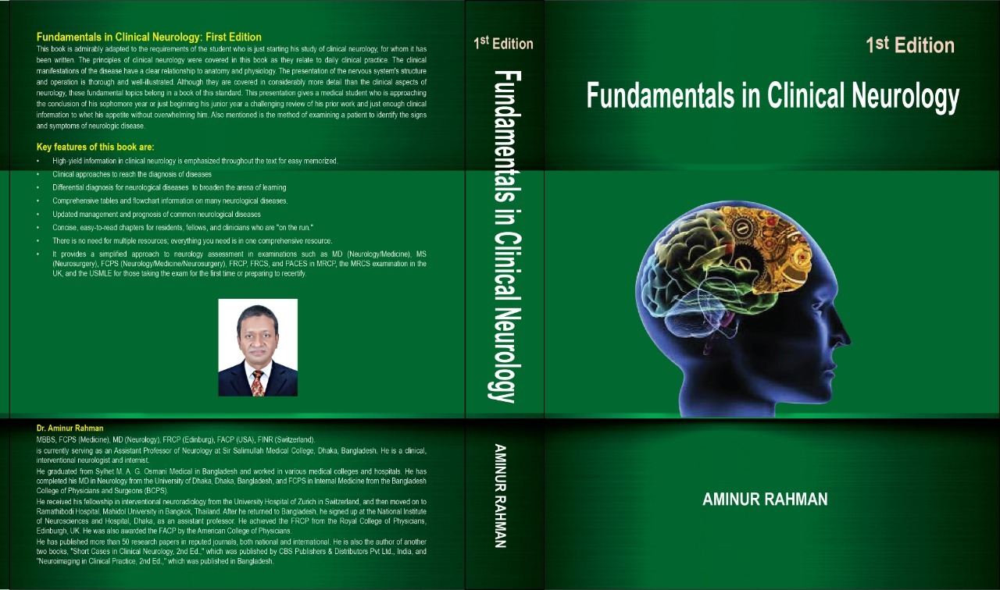 Fundamentals in Clinical Neurology: First Edition
This book is admirably adapted to the requirements of the student who is just starting his study of clinical neurology, for whom it has
been written. The principles of clinical neurology were covered in this book as they relate to daily clinical practice. The clinical
manifestations of the disease have a clear relationship to anatomy and physiology. The presentation of the nervous system's structure
and operation is thorough and well-illustrated. Although they are covered in considerably more detail than the clinical aspects of
neurology, these fundamental topics belong in a book of this standard. This presentation gives a medical student who is approaching
the conclusion of his sophomore year or just beginning his junior year a challenging review of his prior work and just enough clinical
information to whet his appetite without overwhelming him. Also mentioned is the method of examining a patient to identify the signs
and symptoms of neurologic disease.
Key features of this book are:
• High-yield information in clinical neurology is emphasized throughout the text for easy memorized.
• Clinical approaches to reach the diagnosis of diseases
• Differential diagnosis for neurological diseases to broaden the arena of learning
• Comprehensive tables and flowchart information on many neurological diseases.
• Updated management and prognosis of common neurological diseases
• Concise, easy-to-read chapters for residents, fellows, and clinicians who are "on the run."
• There is no need for multiple resources; everything you need is in one comprehensive resource.
• It provides a simplified approach to neurology assessment in examinations such as MD (Neurology/Medicine), MS
(Neurosurgery), FCPS (Neurology/Medicine/Neurosurgery), FRCP, FRCS, and PACES in MRCP, the MRCS examination in the
UK, and the USMLE for those taking the exam for the first time or preparing to recertify.
Dr. Aminur Rahman
MBBS, FCPS (Medicine), MD (Neurology), FRCP (Edinburg), FACP (USA), FINR (Switzerland).
is currently serving as an Assistant Professor of Neurology at Sir Salimullah Medical College, Dhaka, Bangladesh. He is a clinical,
interventional neurologist and internist.
He graduated from Sylhet M. A. G. Osmani Medical in Bangladesh and worked in various medical colleges and hospitals. He has
completed his MD in Neurology from the University of Dhaka, Dhaka, Bangladesh, and FCPS in Internal Medicine from the Bangladesh
College of Physicians and Surgeons (BCPS).
He received his fellowship in interventional neuroradiology from the University Hospital of Zurich in Switzerland, and then moved on to
Ramathibodi Hospital, Mahidol University in Bangkok, Thailand. After he returned to Bangladesh, he signed up at the National Institute
of Neurosciences and Hospital, Dhaka, as an assistant professor. He achieved the FRCP from the Royal College of Physicians,
Edinburgh, UK. He was also awarded the FACP by the American College of Physicians.
He has published more than 50 research papers in reputed journals, both national and international. He is also the author of another
two books, "Short Cases in Clinical Neurology, 2nd Ed.," which was published by CBS Publishers & Distributors Pvt Ltd., India, and
"Neuroimaging in Clinical Practice, 2nd Ed.," which was published in Bangladesh.
1st Edition
Fundamentals in Clinical Neurology
AMINUR RAHMAN
1st Edition
Fundamentals in Clinical Neurology
AMINUR RAHMAN